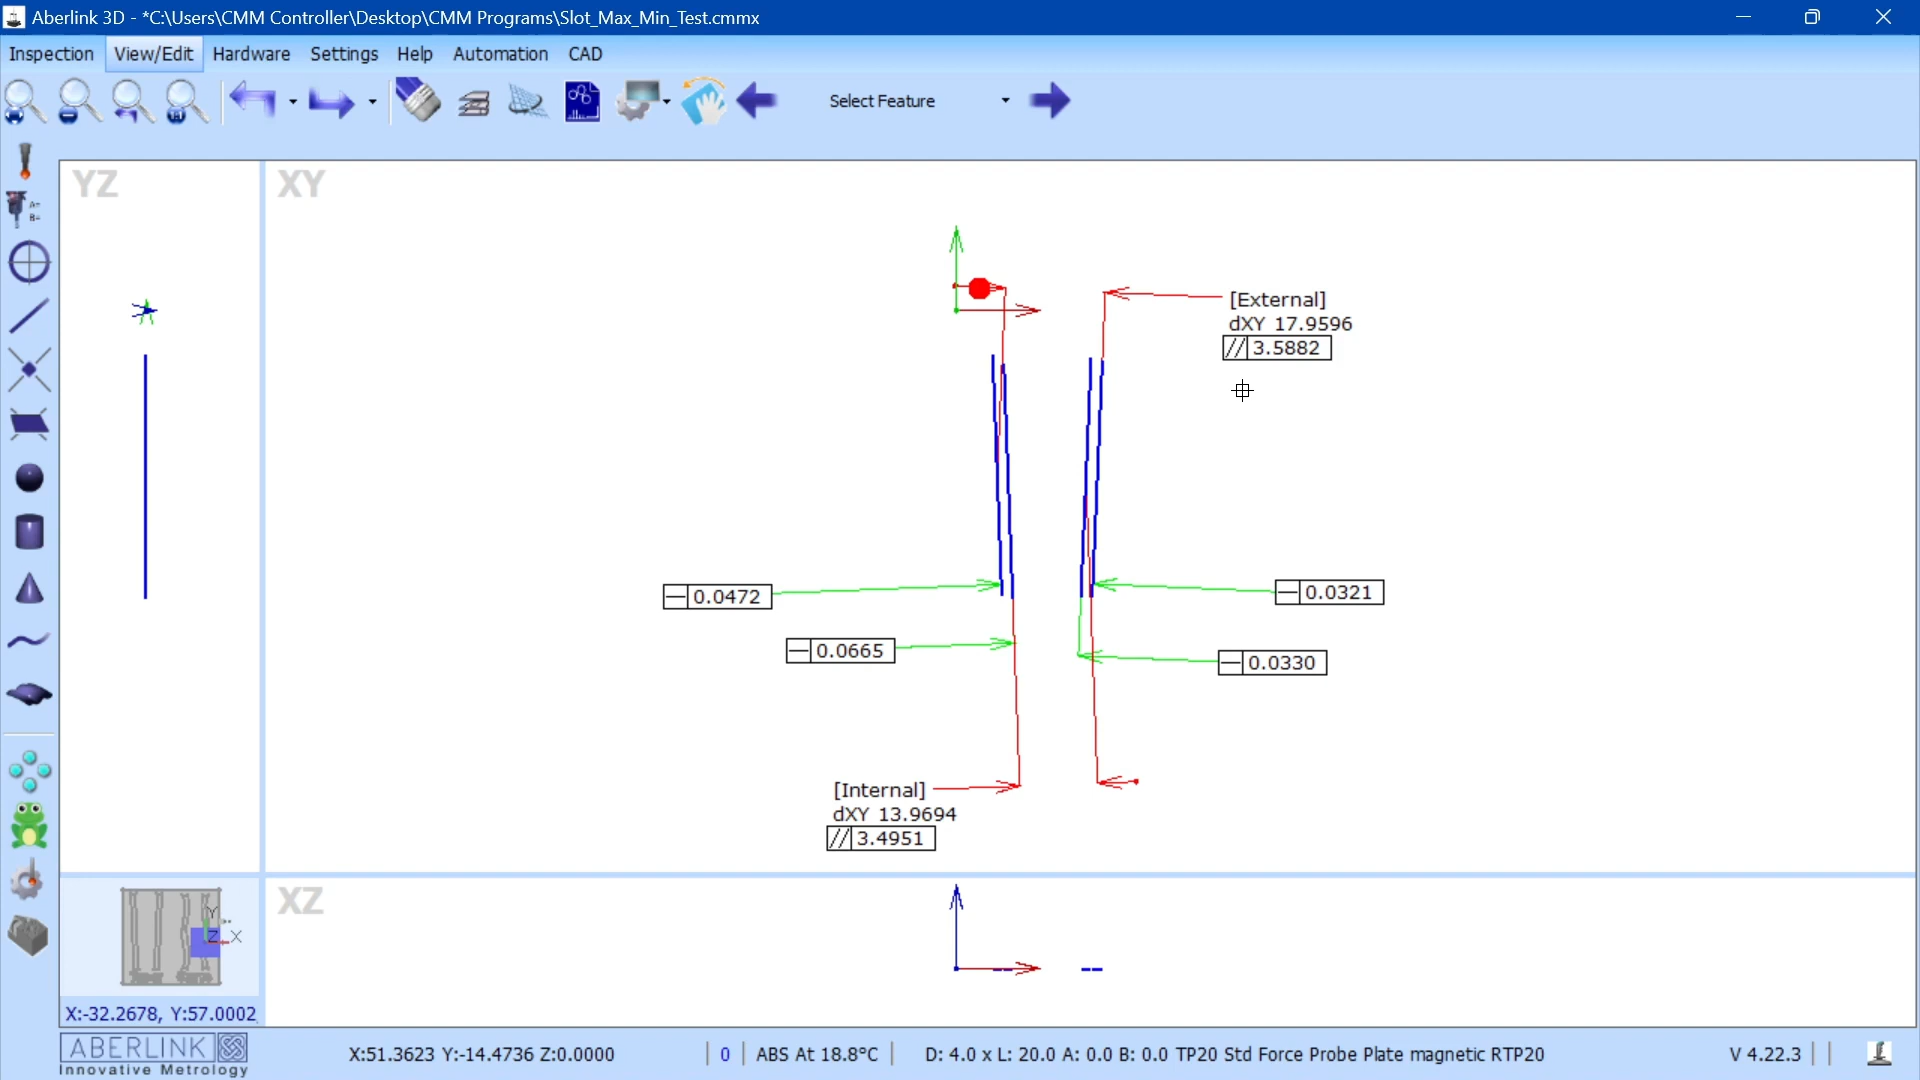 Aberlink 3D - *C:\Users\CMM Controller\Desktop\CMM Programs\Slot_Max_Min_Test.cmmx
Inspection View/Edit Hardware Settings Help Automation CAD
Select Feature
A=
B=
YZ
XY
[External]
dXY 17.9596
// 3.5882
0.0472
0.0321
0.0665
0.0330
[Internal]
dXY 13.9694
// 3.4951
XZ
Y
Z
X
X:-32.2678, Y:57.0002
ABERLINK
Innovative Metrology
X:51.3623 Y:-14.4736 Z:0.0000
0
ABS At 18.8°C
D: 4.0 x L: 20.0 A: 0.0 B: 0.0 TP20 Std Force Probe Plate magnetic RTP20
V 4.22.3